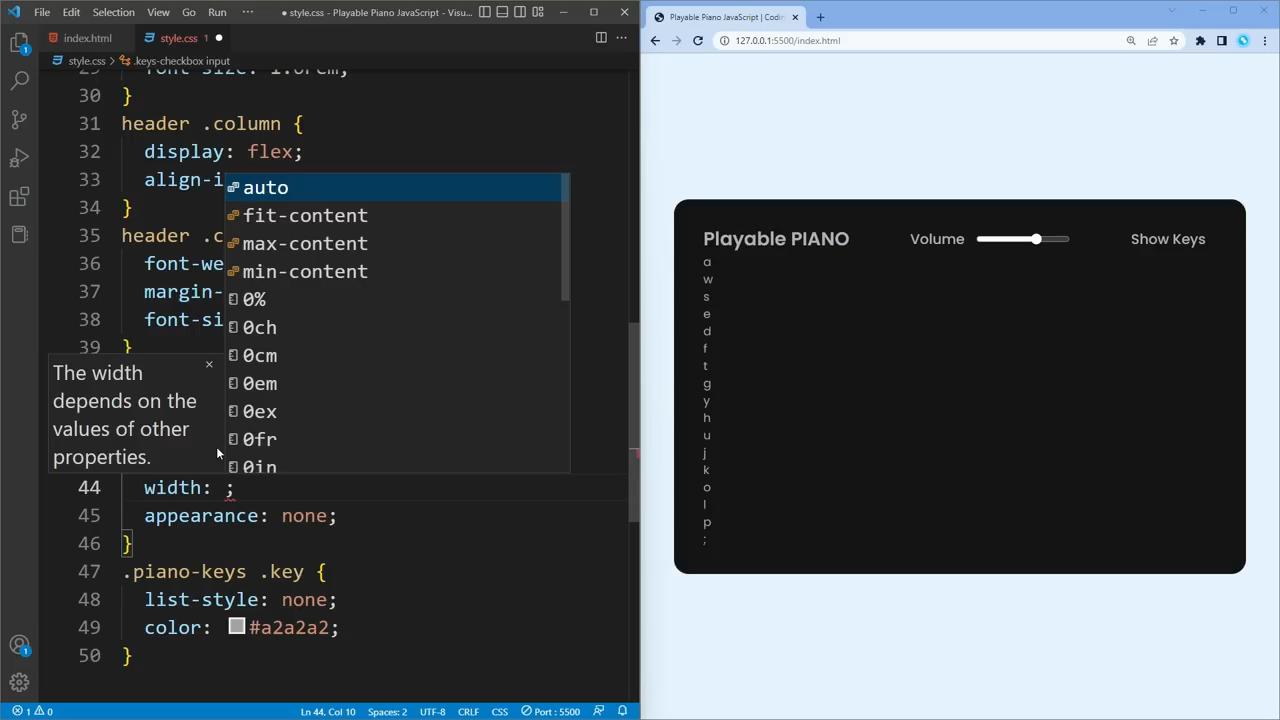 File Edit Selection View Go Run ··· ● style.css - Playable Piano JavaScript - Visu...
index.html style.css 1 ●
style.css > .keys-checkbox input
30 }
31 header .column {
32 display: flex;
33 align-i
34 }
35 header .c
36 font-we
37 margin-
38 font-si
39 }
auto
fit-content
max-content
min-content
0%
0ch
0cm
0em
0ex
0fr
0in
The width
depends on the
values of other
properties.
44 width: ;
45 appearance: none;
46 }
47 .piano-keys .key {
48 list-style: none;
49 color: #a2a2a2;
50 }
1 0 Ln 44, Col 10 Spaces: 2 UTF-8 CRLF CSS Port : 5500
Playable Piano JavaScript | Codin
127.0.0.1:5500/index.html
Playable PIANO Volume Show Keys
a
w
s
e
d
f
t
g
y
h
u
j
k
o
l
p
;